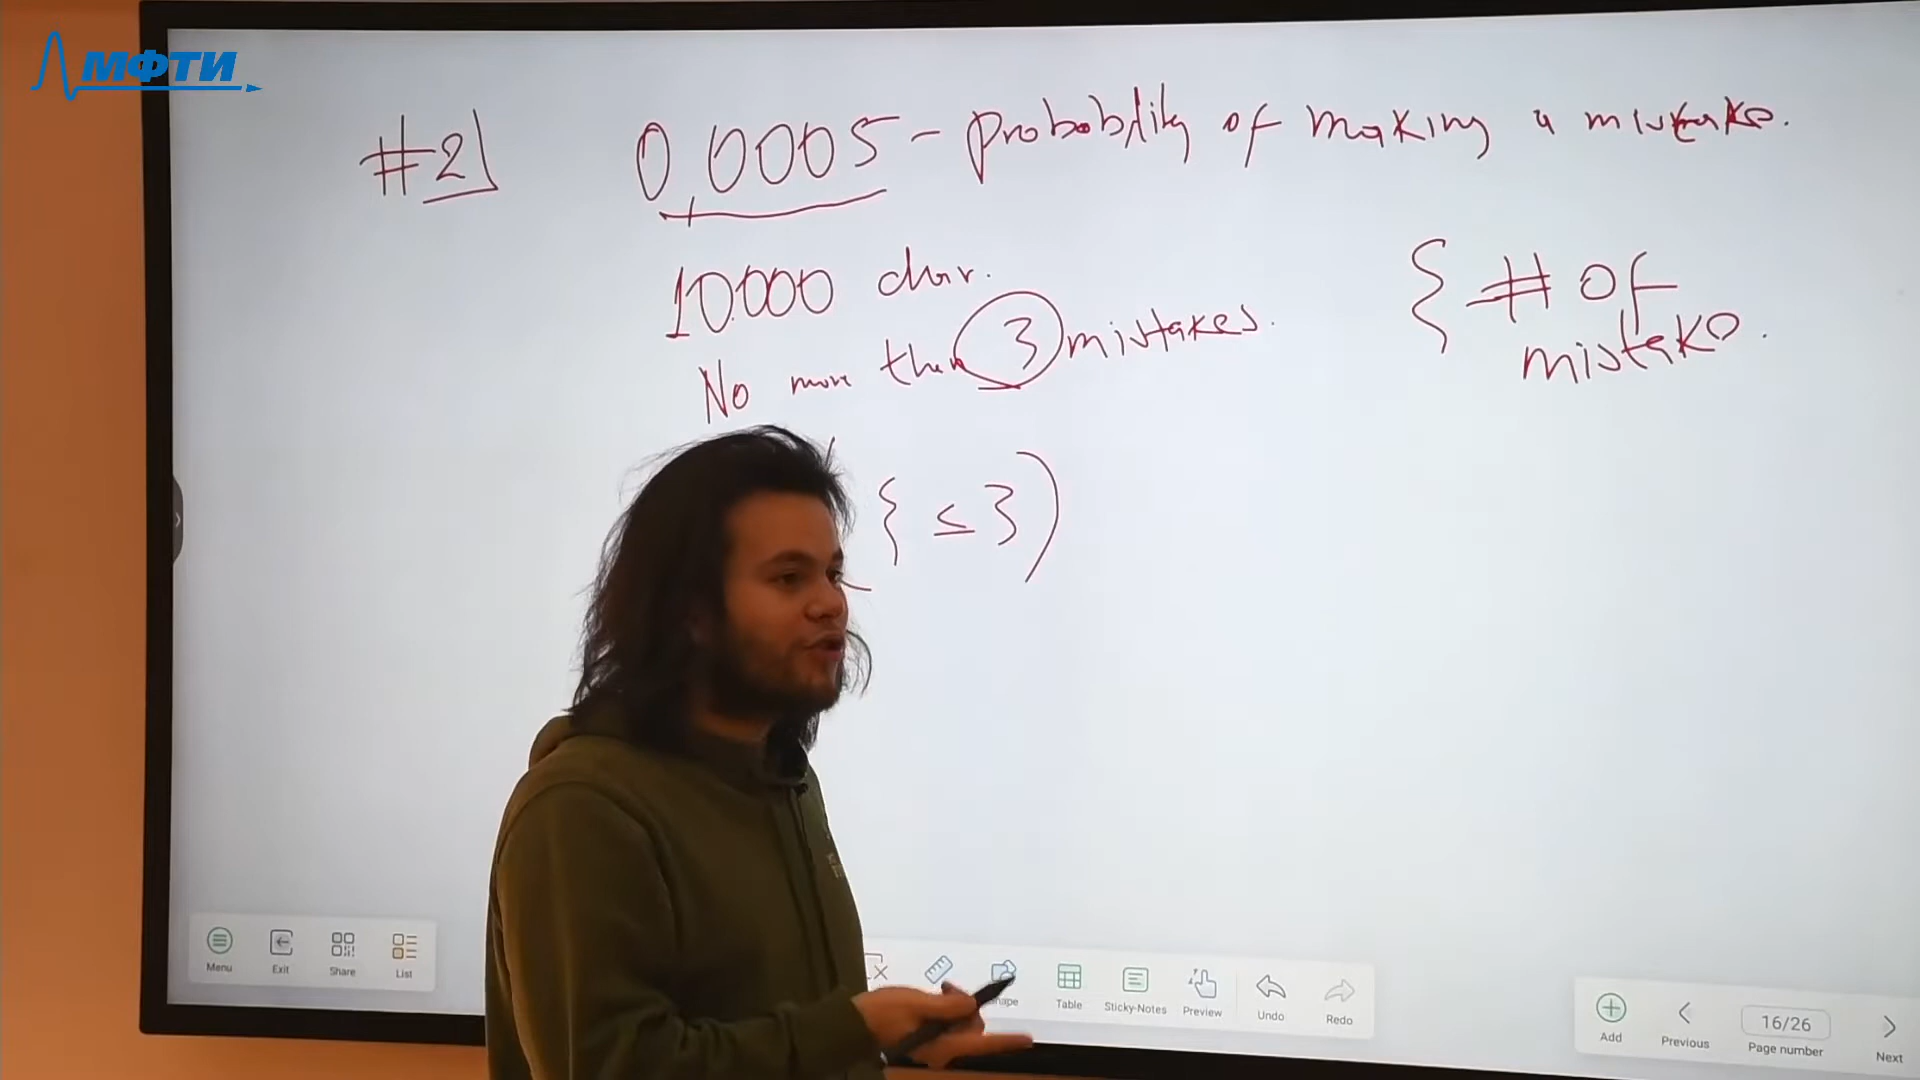 МФТИ
#2
0,0005 - probability of making a mistake.
10.000 char.
No more than 3 mistakes.
ξ - # of
mistake.
ξ ≤ 3)
Menu
Exit
Share
List
Shape
Table
Sticky-Notes
Preview
Undo
Redo
Add
Previous
16/26
Page number
Next